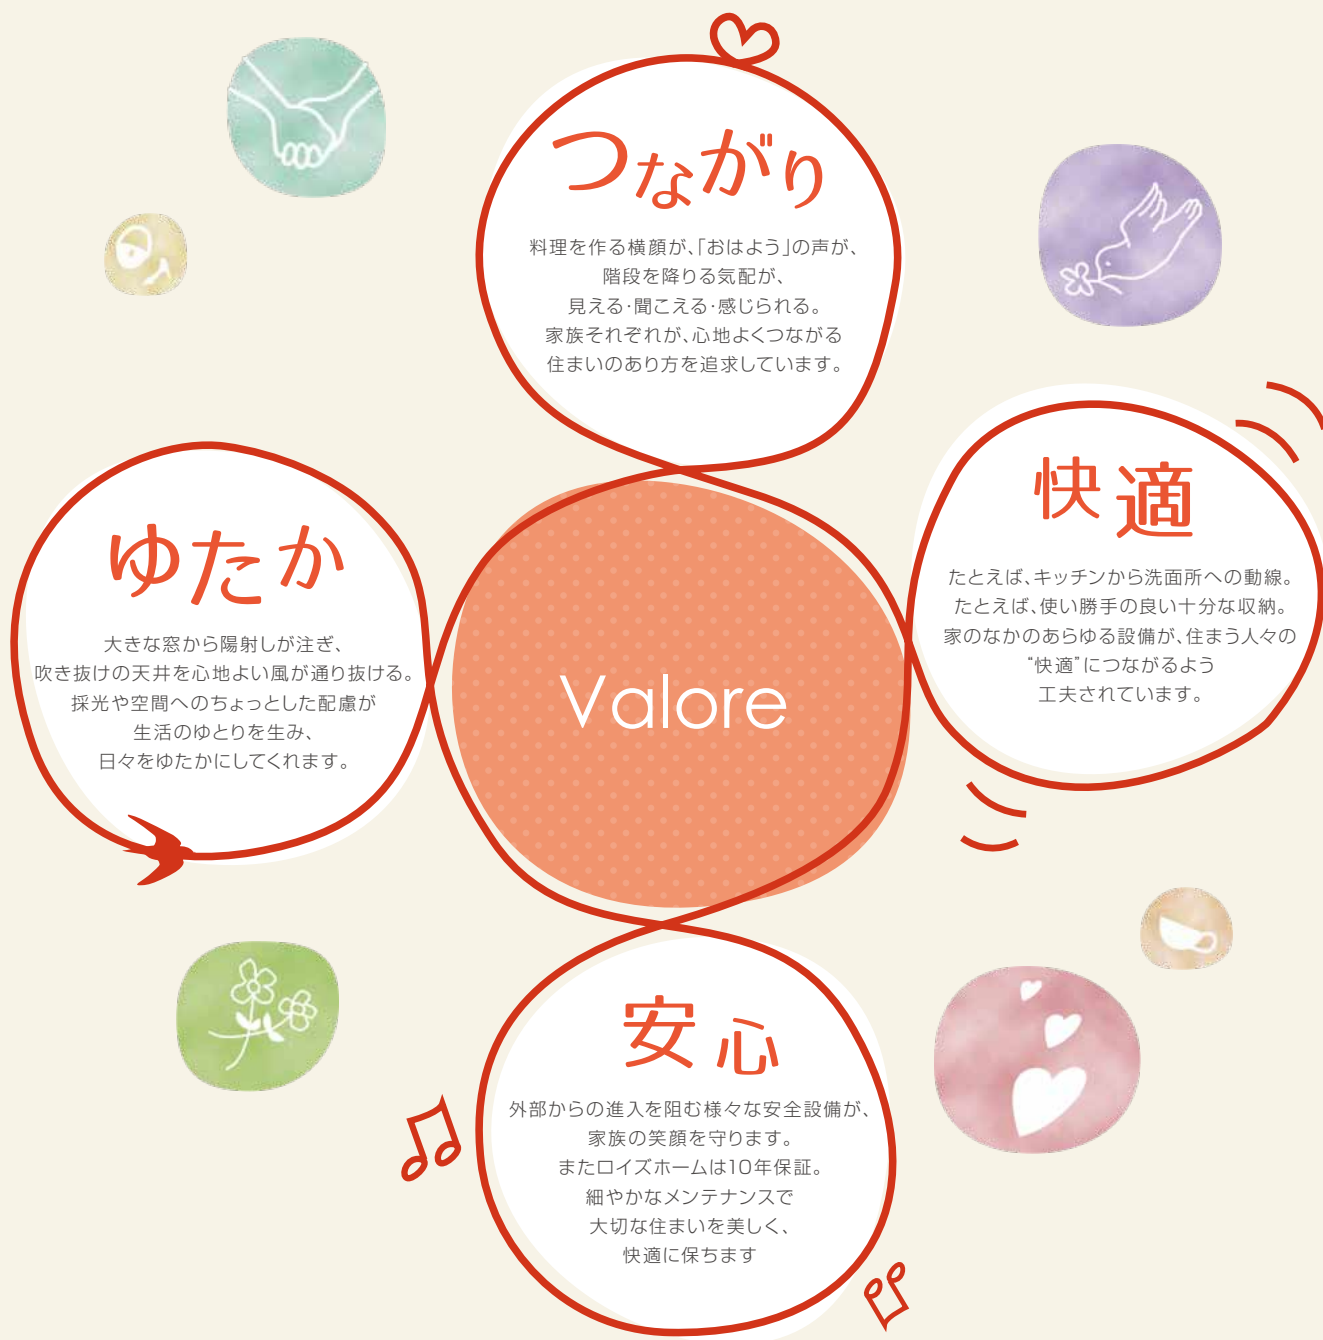 つながり
料理を作る横顔が、「おはよう」の声が、
階段を降りる気配が、
見える・聞こえる・感じられる。
家族それぞれが、心地よくつながる
住まいのあり方を追求しています。
快適
たとえば、キッチンから洗面所への動線。
たとえば、使い勝手の良い十分な収納。
家のなかのあらゆる設備が、住まう人々の
“快適”につながるよう
工夫されています。
ゆたか
大きな窓から陽射しが注ぎ、
吹き抜けの天井を心地よい風が通り抜ける。
採光や空間へのちょっとした配慮が
生活のゆとりを生み、
日々をゆたかにしてくれます。
Valore
安心
外部からの進入を阻む様々な安全設備が、
家族の笑顔を守ります。
またロイズホームは10年保証。
細やかなメンテナンスで
大切な住まいを美しく、
快適に保ちます